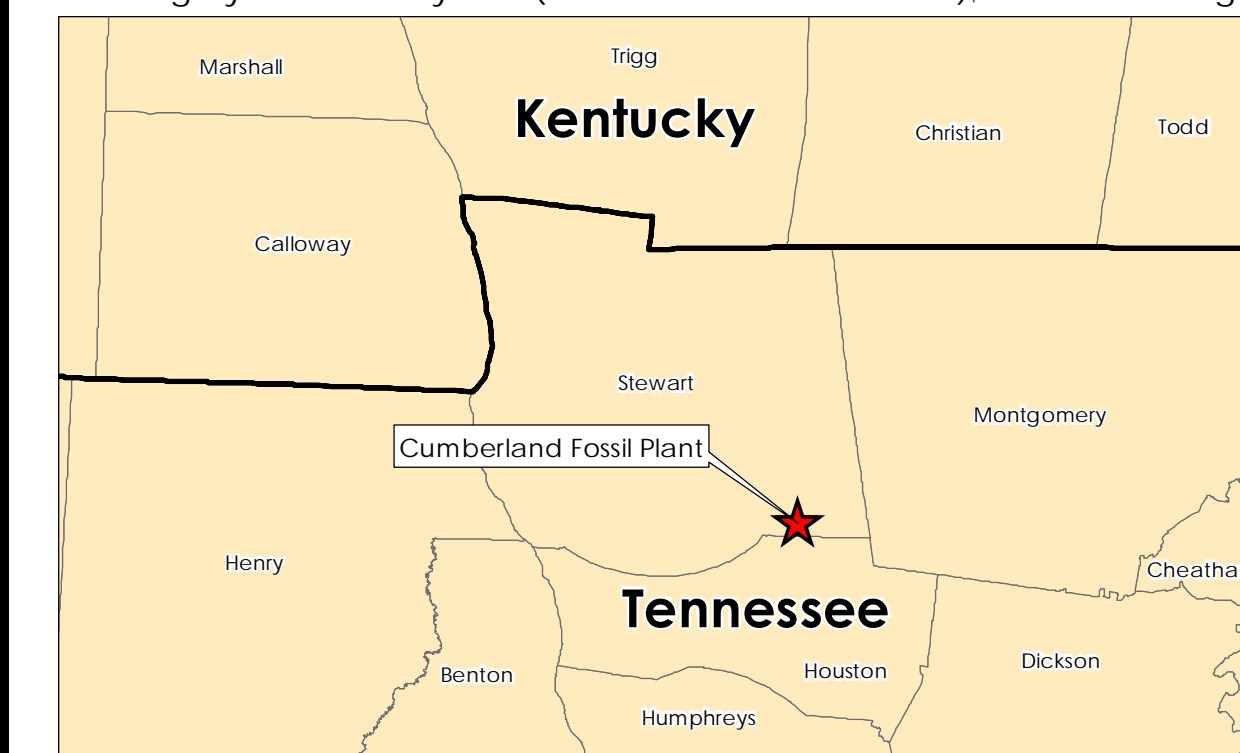 Marshall
Trigg
Kentucky
Christian
Todd
Calloway
Stewart
Montgomery
Cumberland Fossil Plant
Henry
Cheatha
Tennessee
Benton
Houston
Dickson
Humphreys